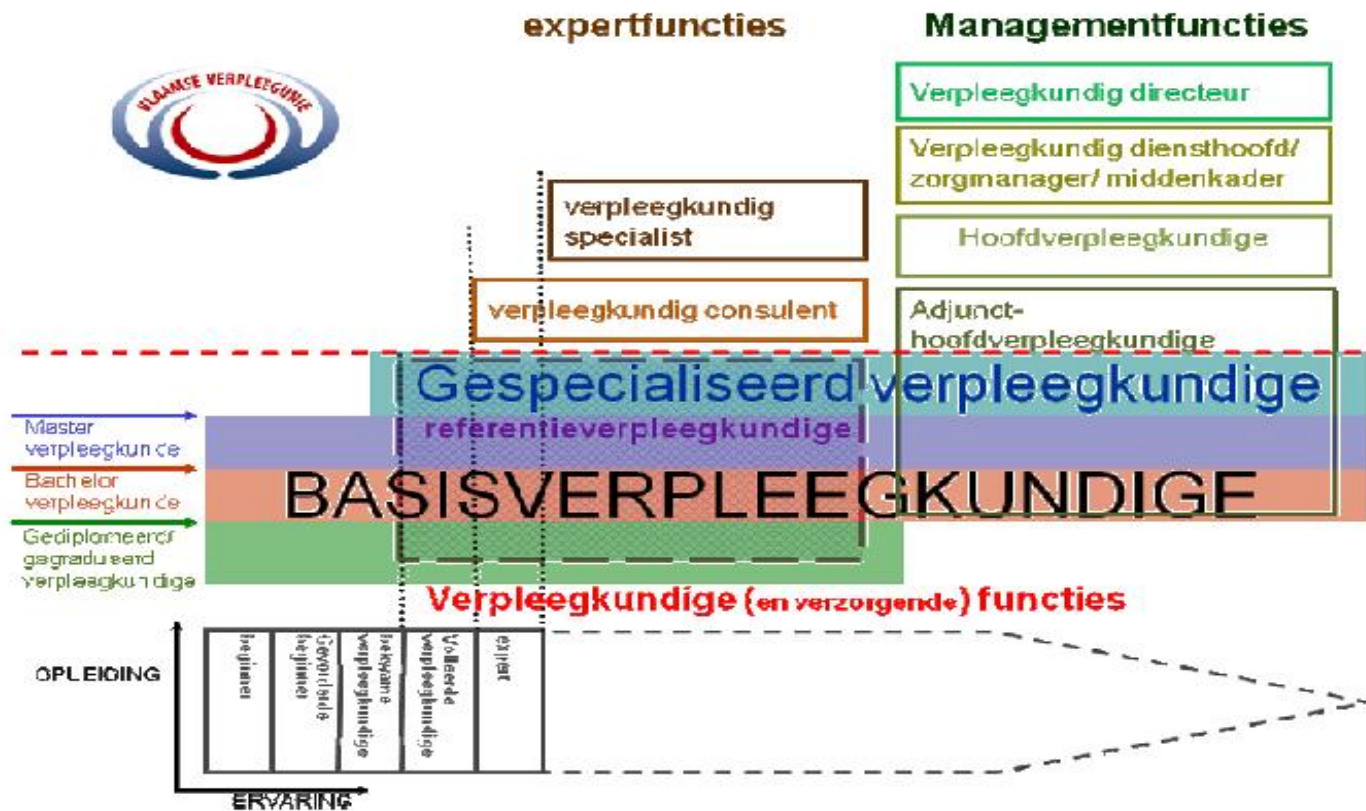 expertfuncties
Managementfuncties
VLAAMSE VERPLEEGUNIE
Verpleegkundig directeur
Verpleegkundig diensthoofd/
zorgmanager/ middenkader
verpleegkundig
specialist
Hoofdverpleegkundige
verpleegkundig consulent
Adjunct-
hoofdverpleegkundige
Gespecialiseerd verpleegkundige
Master
verpleegkunde
referentieverpleegkundige
Bachelor
verpleegkunde
BASISVERPLEEGKUNDIGE
Gediplomeerd/
gegradueerd
verpleegkundige
Verpleegkundige (en verzorgende) functies
OPLEIDING
beginner
Gevorderde
beginner
bekwame
verpleegkundige
Volleerde
verpleegkundige
expert
ERVARING